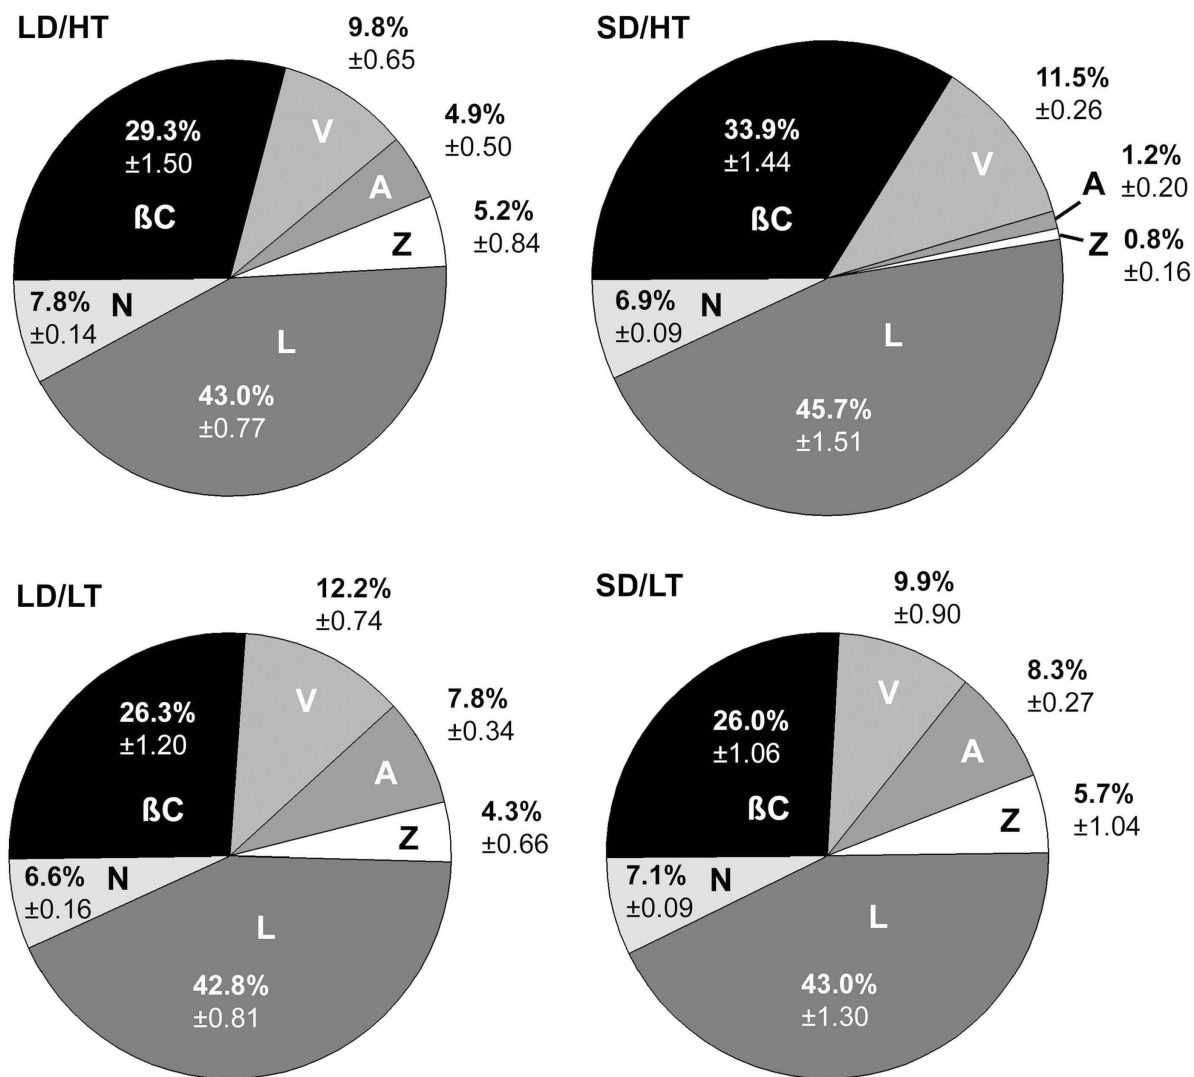 LD/HT
9.8%
±0.65
4.9%
±0.50
5.2%
±0.84
29.3%
±1.50
ßC
V
A
Z
7.8%
±0.14
N
L
43.0%
±0.77
SD/HT
11.5%
±0.26
1.2%
±0.20
0.8%
±0.16
33.9%
±1.44
ßC
V
A
Z
6.9%
±0.09
N
L
45.7%
±1.51
LD/LT
12.2%
±0.74
7.8%
±0.34
4.3%
±0.66
26.3%
±1.20
ßC
V
A
Z
6.6%
±0.16
N
L
42.8%
±0.81
SD/LT
9.9%
±0.90
8.3%
±0.27
5.7%
±1.04
26.0%
±1.06
ßC
V
A
Z
7.1%
±0.09
N
L
43.0%
±1.30